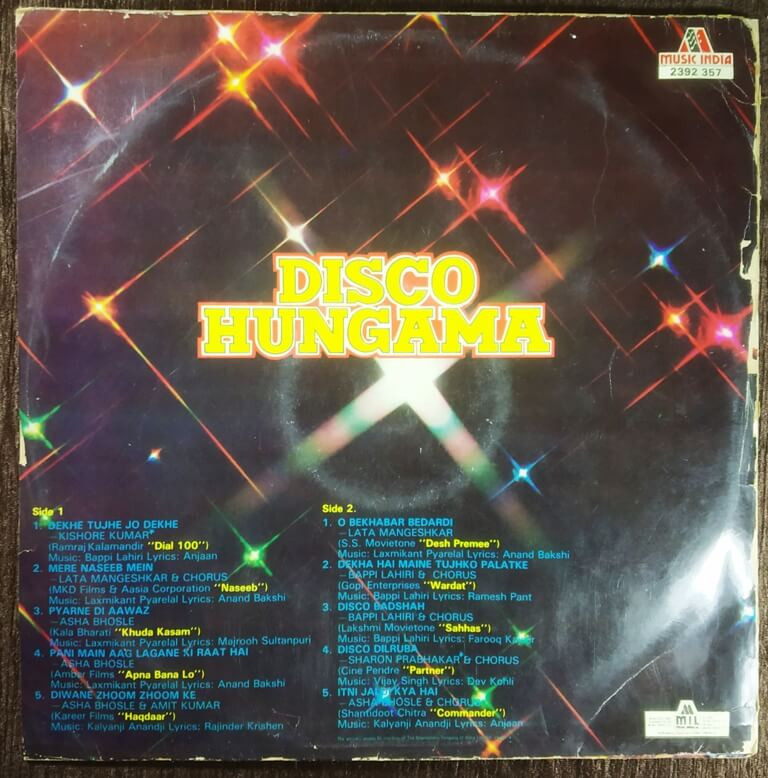 MUSIC INDIA
2392 357
DISCO
HUNGAMA
Side 1
1. DEKHE TUJHE JO DEKHE
—KISHORE KUMAR
(Ramraj Kalamandir "Dial 100")
Music: Bappi Lahiri Lyrics: Anjaan
2. MERE NASEEB MEIN
—LATA MANGESHKAR & CHORUS
(MKD Films & Aasia Corporation "Naseeb")
Music: Laxmikant Pyarelal Lyrics: Anand Bakshi
3. PYARNE DI AAWAZ
—ASHA BHOSLE
(Kala Bharati "Khuda Kasam")
Music: Laxmikant Pyarelal Lyrics: Majrooh Sultanpuri
4. PANI MAIN AAG LAGANE KI RAAT HAI
—ASHA BHOSLE
(Amber Films "Apna Bana Lo")
Music: Laxmikant Pyarelal Lyrics: Anand Bakshi
5. DIWANE ZHOOM ZHOOM KE
—ASHA BHOSLE & AMIT KUMAR
(Kareer Films "Haqdaar")
Music: Kalyanji Anandji Lyrics: Rajinder Krishen
Side 2.
1. O BEKHABAR BEDARDI
—LATA MANGESHKAR
(S.S. Movietone "Desh Premee")
Music: Laxmikant Pyarelal Lyrics: Anand Bakshi
2. DEKHA HAI MAINE TUJHKO PALATKE
—BAPPI LAHIRI & CHORUS
Enterprises "Wardat")
Music: Bappi Lahiri Lyrics: Ramesh Pant
3. DISCO BADSHAH
—BAPPI LAHIRI & CHORUS
(Lakshmi Movietone "Sahhas")
Music: Bappi Lahiri Lyrics: Farooq
4. DISCO DILRUBA
—SHARON PRABHAKAR & CHORUS
(Cine Pendre "Partner")
Music: Vijay Singh Lyrics: Dev Kohli
5. ITNI KYA HAI
—ASHA BHOSLE & CHORUS
(Shantidoot Chitra "Commander")
Music: Kalyanji Anandji Lyrics: Anjaan
MIL